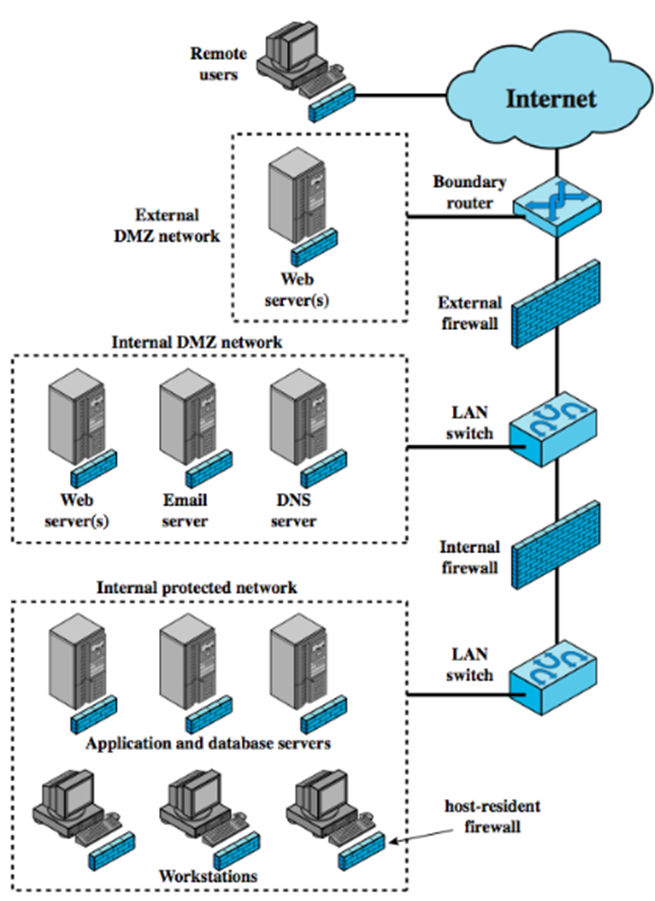 Remote
users
Internet
External
DMZ network
Web
server(s)
Boundary
router
External
firewall
Internal DMZ network
Web
server(s)
Email
server
DNS
server
LAN
switch
Internal
firewall
Internal protected network
LAN
switch
Application and database servers
host-resident
firewall
Workstations